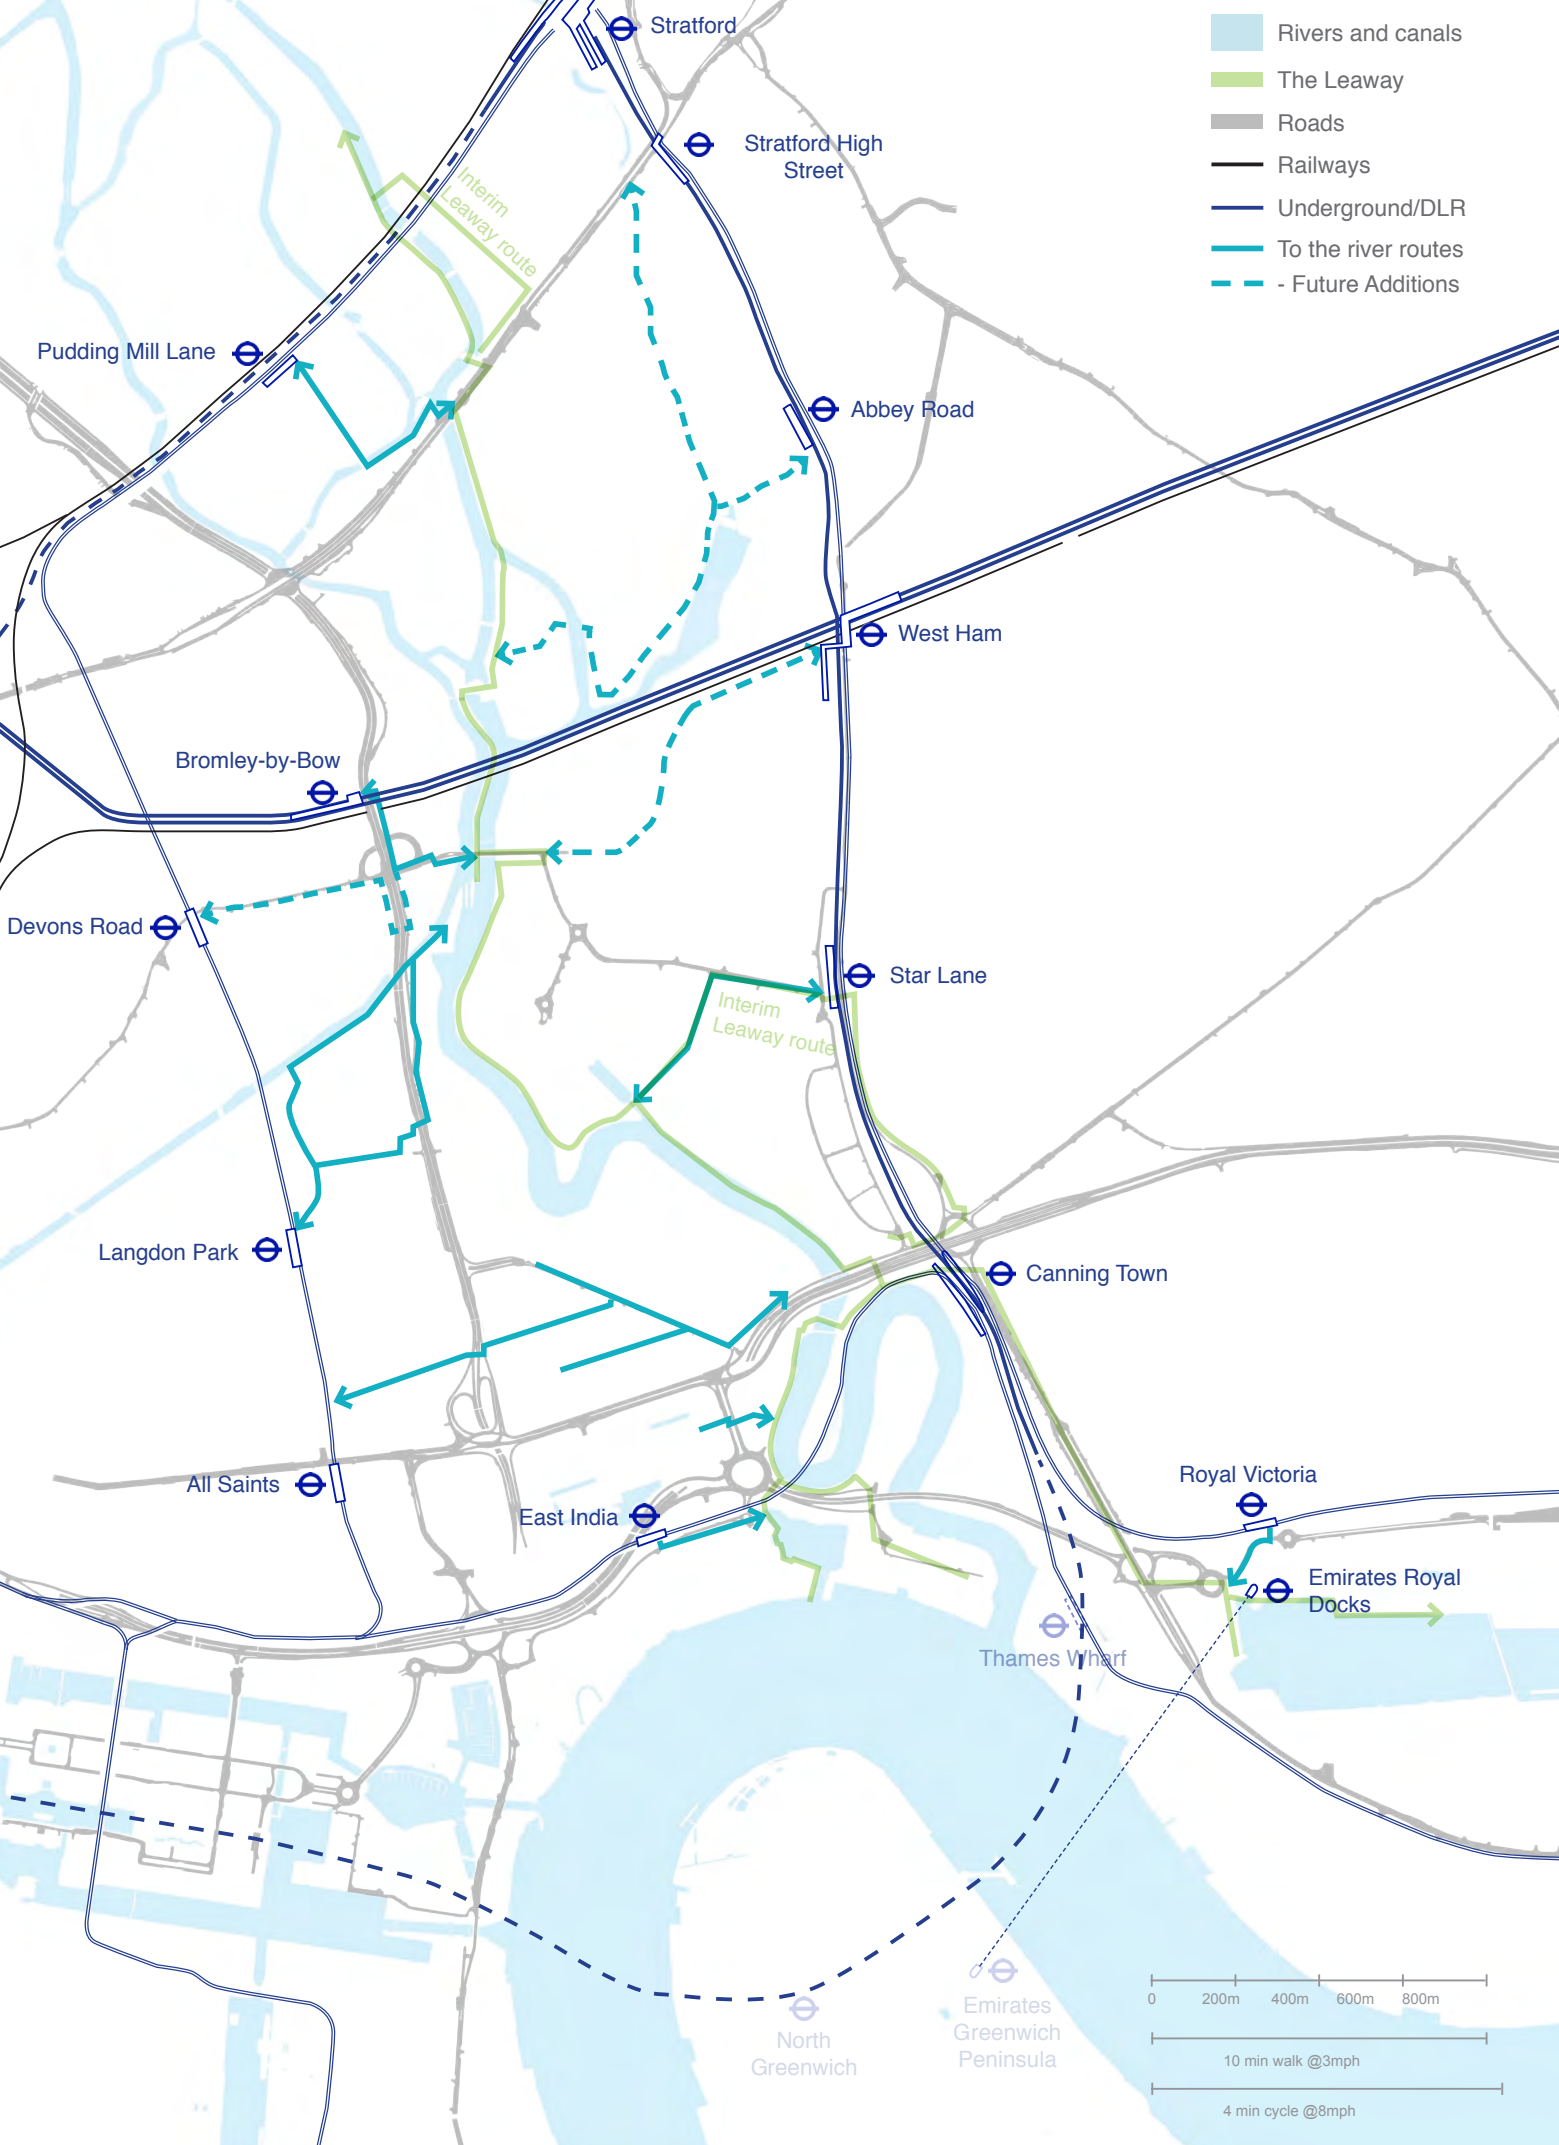 Stratford
Rivers and canals
The Leaway
Roads
Stratford High
Street
Railways
Interim
Leaway route
Underground/DLR
To the river routes
- Future Additions
Pudding Mill Lane
Abbey Road
West Ham
Bromley-by-Bow
Devons Road
Star Lane
Interim
Leaway route
Langdon Park
Canning Town
All Saints
East India
Royal Victoria
Emirates Royal
Docks
Thames Wharf
North
Greenwich
Emirates
Greenwich
Peninsula
0 200m 400m 600m 800m
10 min walk @3mph
4 min cycle @8mph